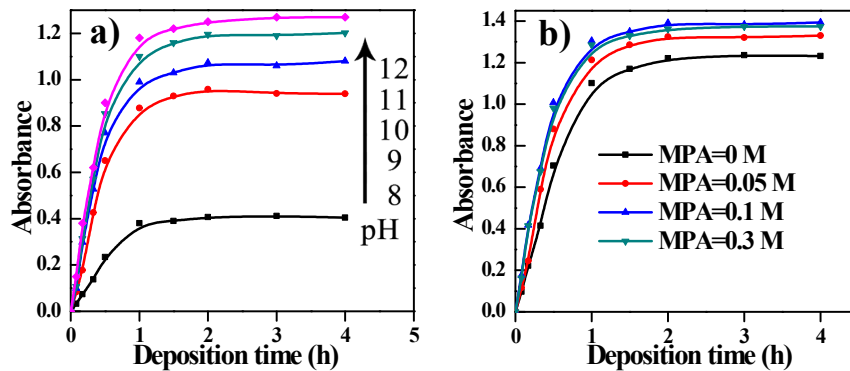 a)
Absorbance
1.2
1.0
0.8
0.6
0.4
0.2
0.0
0
1
2
3
4
5
Deposition time (h)
12
11
10
9
8
pH
b)
Absorbance
1.4
1.2
1.0
0.8
0.6
0.4
0.2
0.0
0
1
2
3
4
Deposition time (h)
MPA=0 M
MPA=0.05 M
MPA=0.1 M
MPA=0.3 M